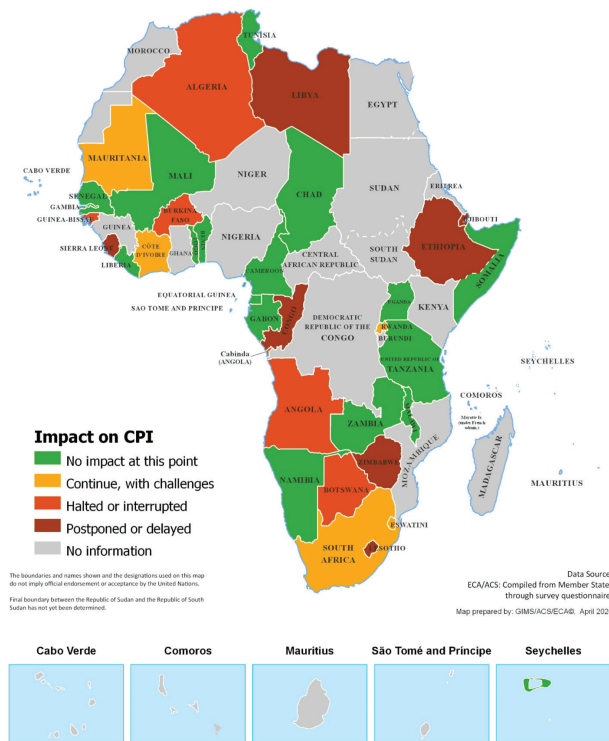 TUNISIA
MOROCCO
ALGERIA
LIBYA
EGYPT
MAURITANIA
CABO VERDE
MALI
NIGER
CHAD
SUDAN
ERITREA
SENEGAL
GAMBIA
GUINEA-BISSAU
GUINEA
BURKINA
FASO
DJIBOUTI
SIERRA LEONE
CÔTE
D'IVOIRE
GHANA
NIGERIA
ETHIOPIA
SOMALIA
LIBERIA
CAMEROON
CENTRAL
AFRICAN REPUBLIC
SOUTH
SUDAN
EQUATORIAL GUINEA
SAO TOME AND PRINCIPE
GABON
CONGO
DEMOCRATIC
REPUBLIC OF THE
CONGO
UGANDA
KENYA
RWANDA
BURUNDI
Cabinda
(ANGOLA)
UNITED REPUBLIC OF
TANZANIA
SEYCHELLES
COMOROS
ANGOLA
ZAMBIA
MOZAMBIQUE
MADAGASCAR
MAURITIUS
ZIMBABWE
NAMIBIA
BOTSWANA
ESWATINI
SOUTH
AFRICA
LESOTHO
Impact on CPI
No impact at this point
Continue, with challenges
Halted or interrupted
Postponed or delayed
No information
The boundaries and names shown and the designations used on this map
do not imply official endorsement or acceptance by the United Nations.
Final boundary between the Republic of Sudan and the Republic of South
Sudan has not yet been determined.
Data Source
ECA/ACS: Compiled from Member State
through survey questionnaire
Map prepared by: GIMS/ACS/ECA©, April 202
Cabo Verde
Comoros
Mauritius
São Tomé and Príncipe
Seychelles